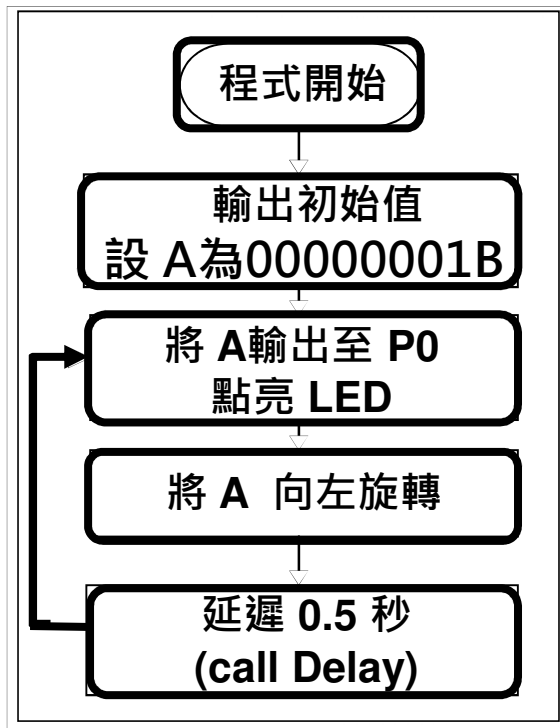 程式開始
輸出初始值
設 A為00000001B
將 A輸出至 P0
點亮 LED
將 A 向左旋轉
延遲 0.5 秒
(call Delay)